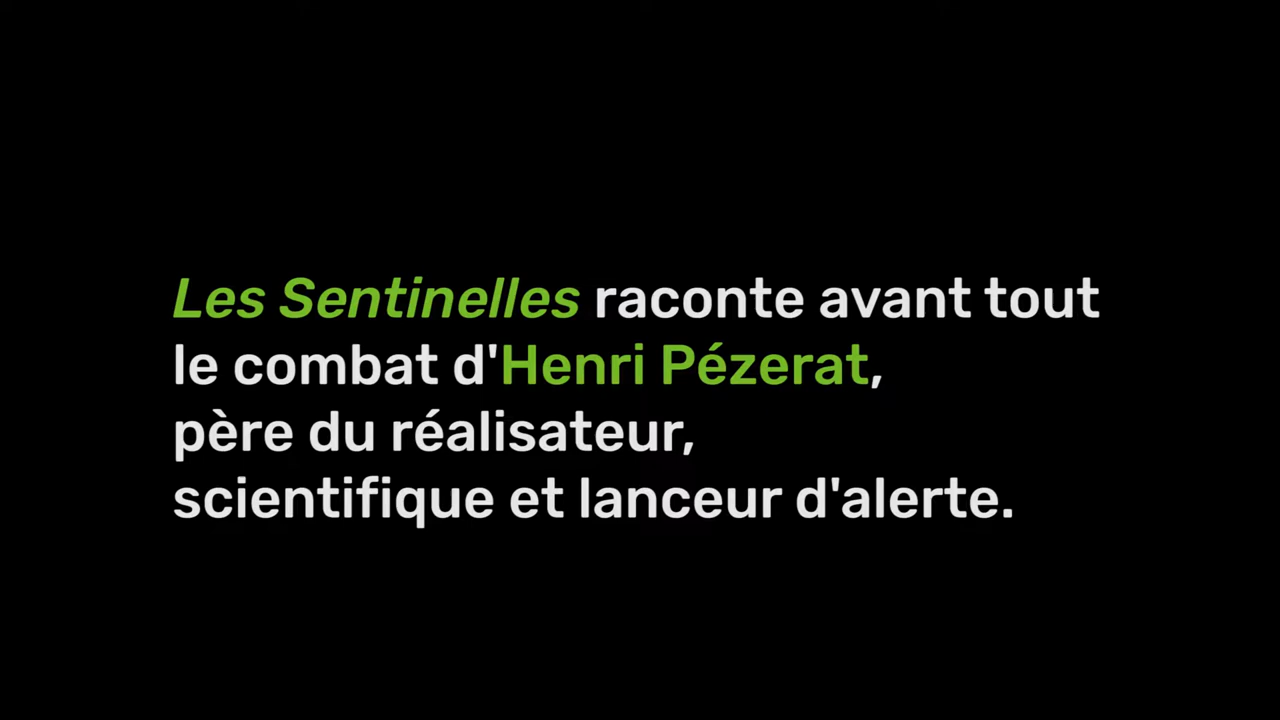 Les Sentinelles raconte avant tout
le combat d'Henri Pézerat,
père du réalisateur,
scientifique et lanceur d'alerte.